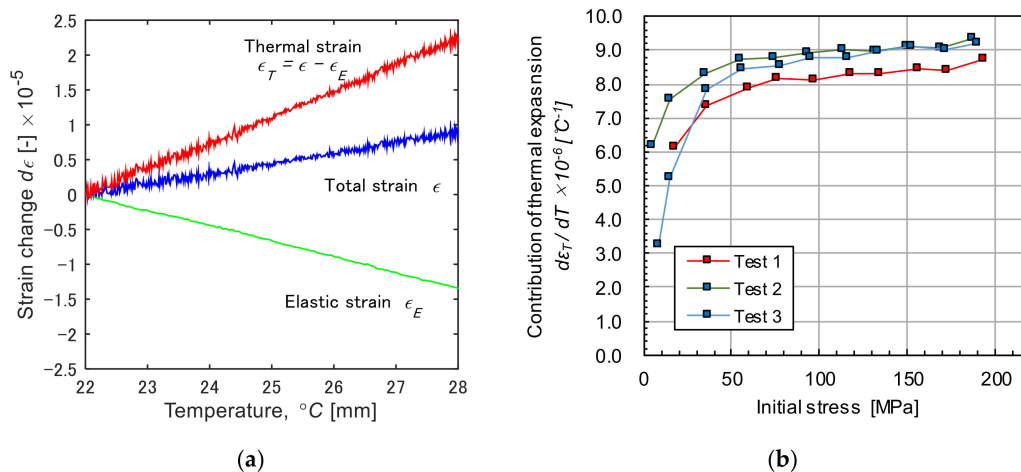 2.5
2
1.5
1
0.5
0
−0.5
−1
−1.5
−2
−2.5
Strain change d ϵ [-] × 10⁻⁵
Thermal strain
ϵ_T = ϵ − ϵ_E
Total strain ϵ
Elastic strain ϵ_E
22 23 24 25 26 27 28
Temperature, °C [mm]
(a)
10.0
9.0
8.0
7.0
6.0
5.0
4.0
3.0
2.0
1.0
0.0
Contribution of thermal expasnsion
dε_T / dT ×10⁻⁶ [℃⁻¹]
Test 1
Test 2
Test 3
0 50 100 150 200
Initial stress [MPa]
(b)